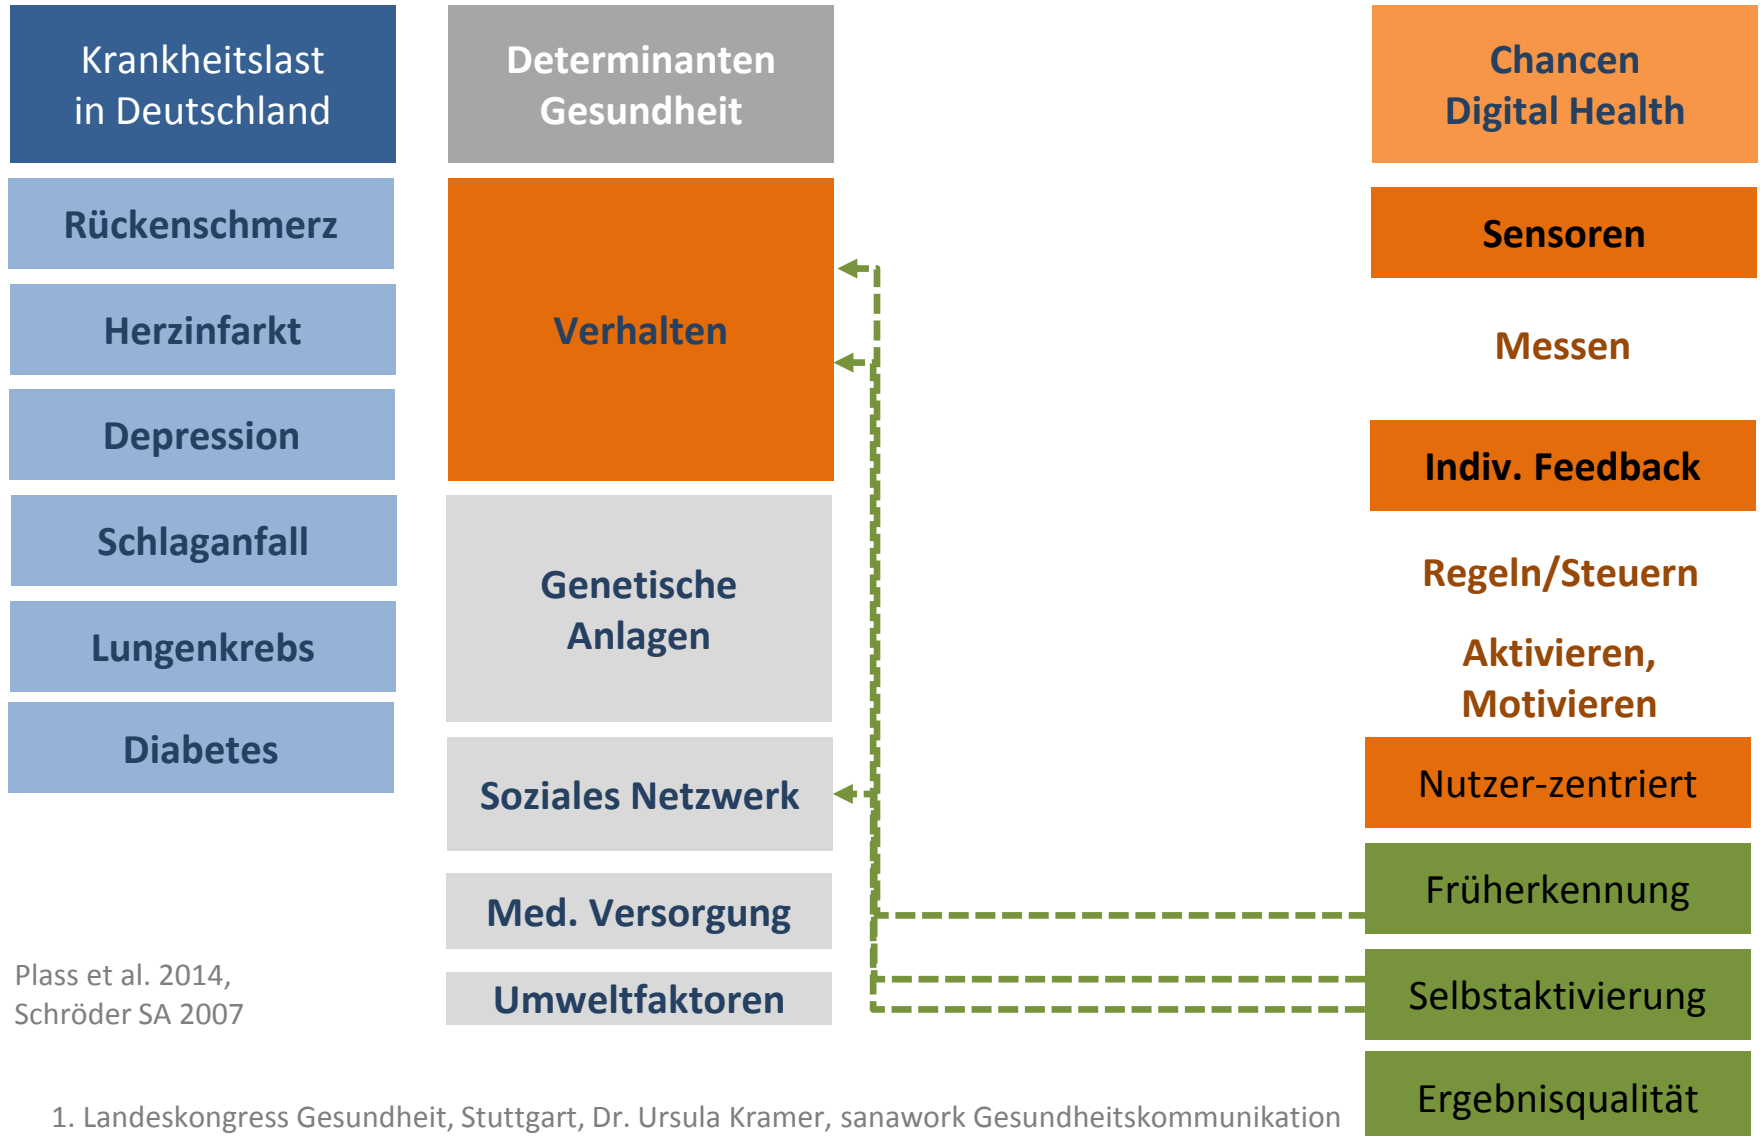 Krankheitslast
in Deutschland
Rückenschmerz
Herzinfarkt
Depression
Schlaganfall
Lungenkrebs
Diabetes
Plass et al. 2014,
Schröder SA 2007
Determinanten
Gesundheit
Verhalten
Genetische
Anlagen
Soziales Netzwerk
Med. Versorgung
Umweltfaktoren
Chancen
Digital Health
Sensoren
Messen
Indiv. Feedback
Regeln/Steuern
Aktivieren,
Motivieren
Nutzer-zentriert
Früherkennung
Selbstaktivierung
Ergebnisqualität
1. Landeskongress Gesundheit, Stuttgart, Dr. Ursula Kramer, sanawork Gesundheitskommunikation